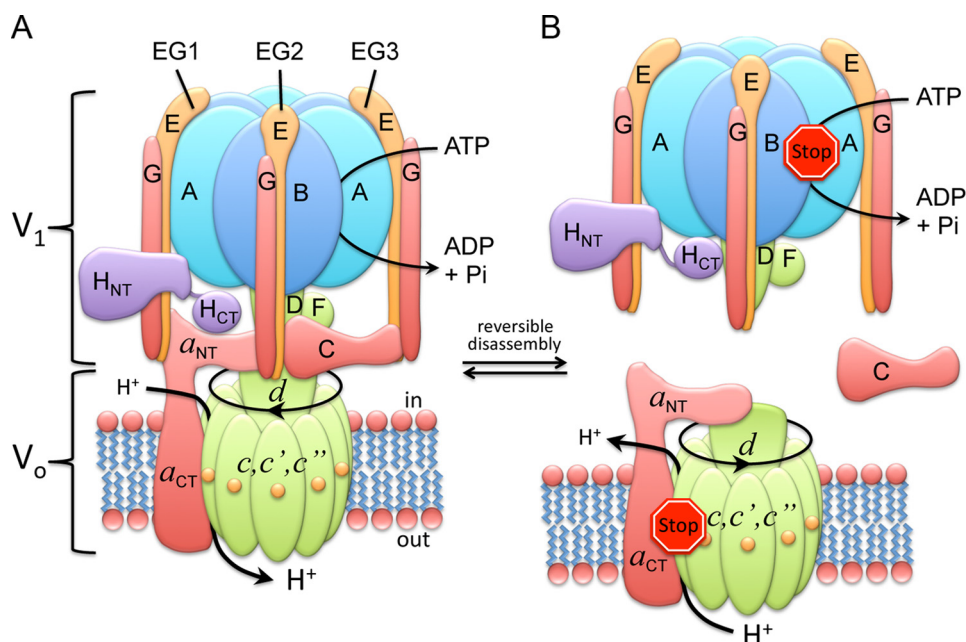 A
EG1
EG2
EG3
E
E
E
G
G
G
A
B
A
ATP
ADP
+ Pi
V1
HNT
HCT
D
F
aNT
C
H+
d
in
Vo
aCT
c,c’,c’’
out
H+
reversible
disassembly
B
E
E
E
G
G
G
A
B
A
Stop
ATP
ADP
+ Pi
HNT
HCT
D
F
C
aNT
H+
d
Stop
c,c’,c’’
aCT
H+